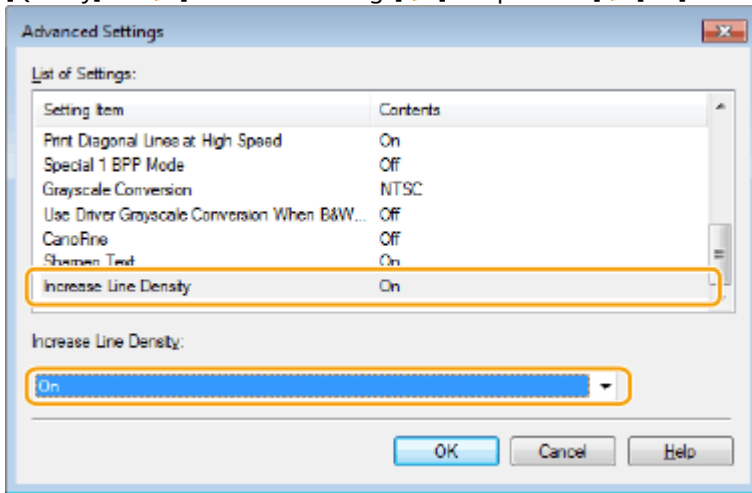 Advanced Settings
List of Settings:
Setting Item Contents
Print Diagonal Lines at High Speed On
Special 1 BPP Mode Off
Grayscale Conversion NTSC
Use Driver Grayscale Conversion When B&W... Off
CanoFine Off
Sharpen Text On
Increase Line Density On
Increase Line Density:
On
OK Cancel Help